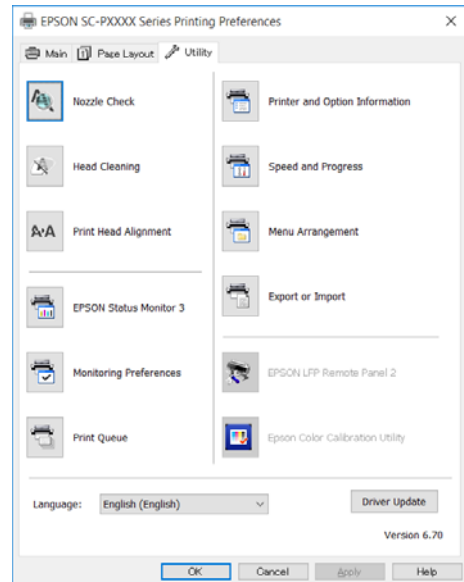 EPSON SC-PXXXX Series Printing Preferences
Main
Page Layout
Utility
Nozzle Check
Printer and Option Information
Head Cleaning
Speed and Progress
A·A
Print Head Alignment
Menu Arrangement
Export or Import
EPSON Status Monitor 3
Monitoring Preferences
EPSON LFP Remote Panel 2
Print Queue
Epson Color Calibration Utility
Language:
English (English)
Driver Update
Version 6.70
OK
Cancel
Apply
Help